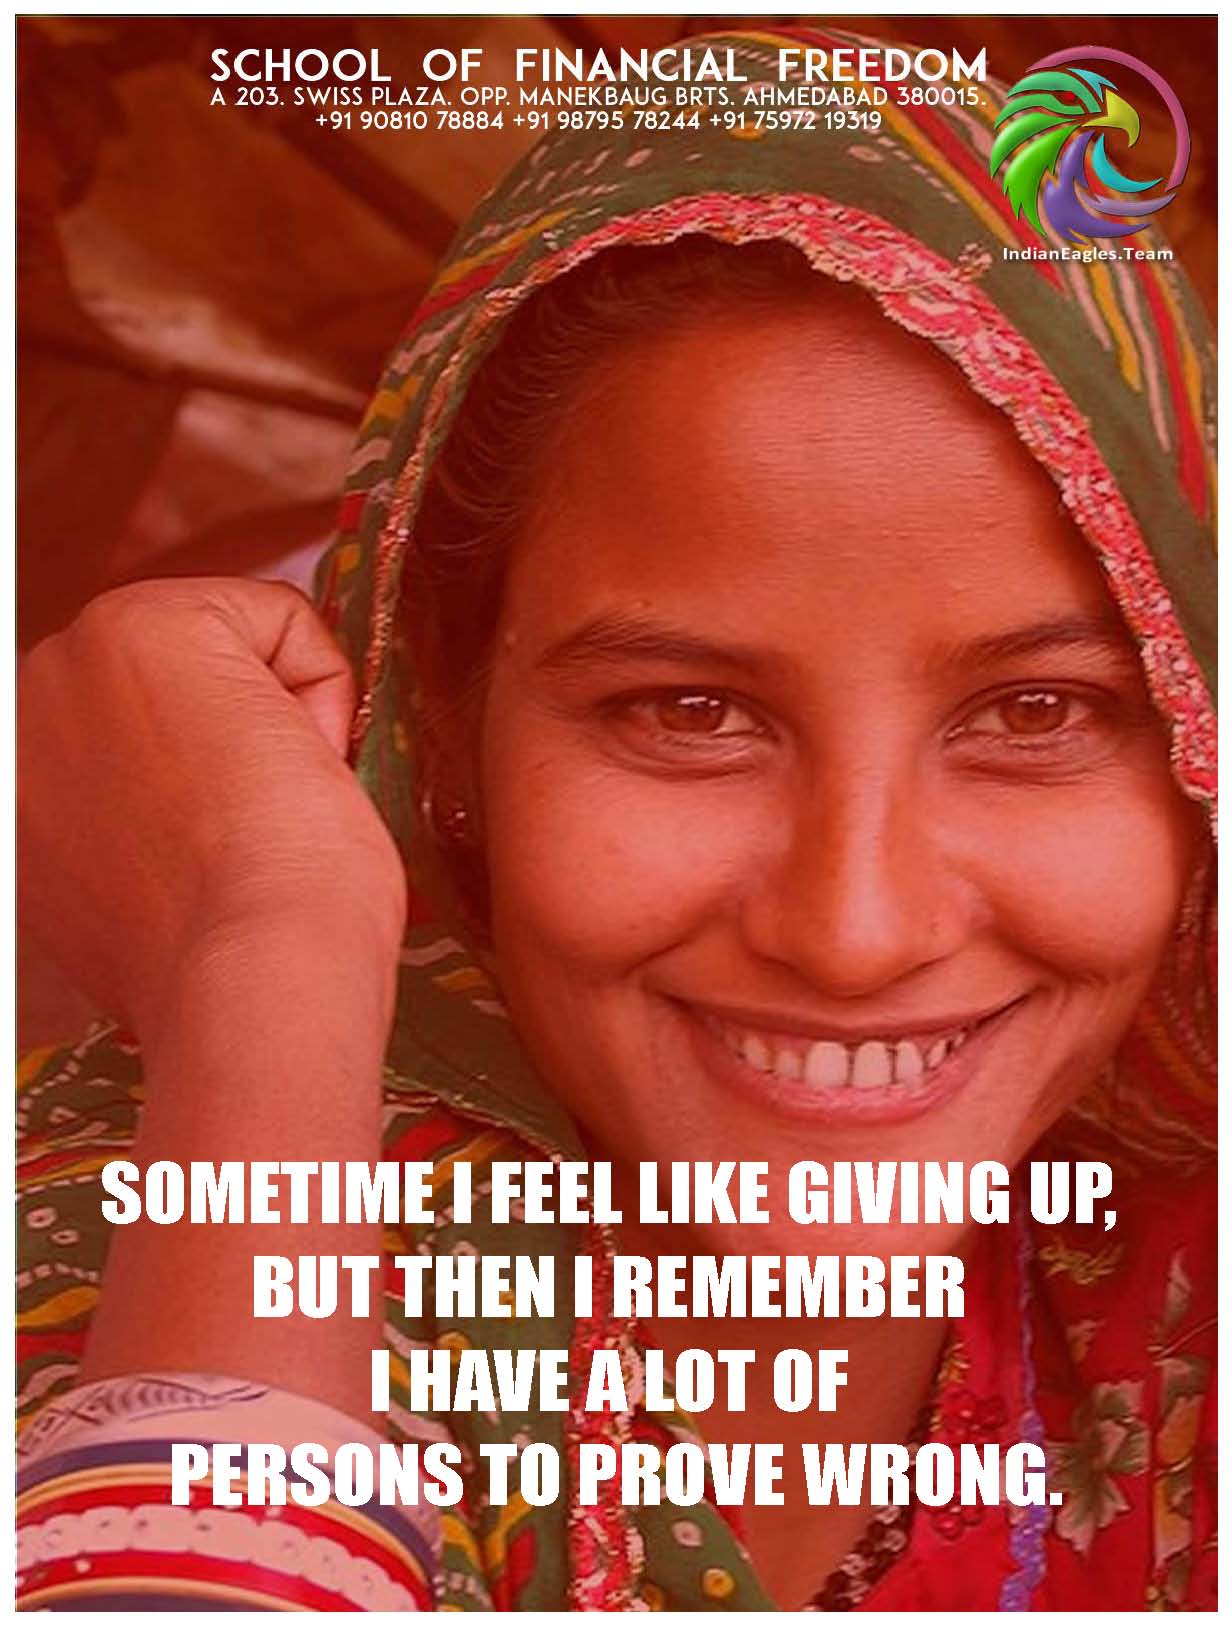 SCHOOL OF FINANCIAL FREEDOM
A 203. SWISS PLAZA. OPP. MANEKBAUG BRTS. AHMEDABAD 380015.
+91 90810 78884 +91 98795 78244 +91 75972 19319
IndianEagles.Team
SOMETIME I FEEL LIKE GIVING UP,
BUT THEN I REMEMBER
I HAVE A LOT OF
PERSONS TO PROVE WRONG.